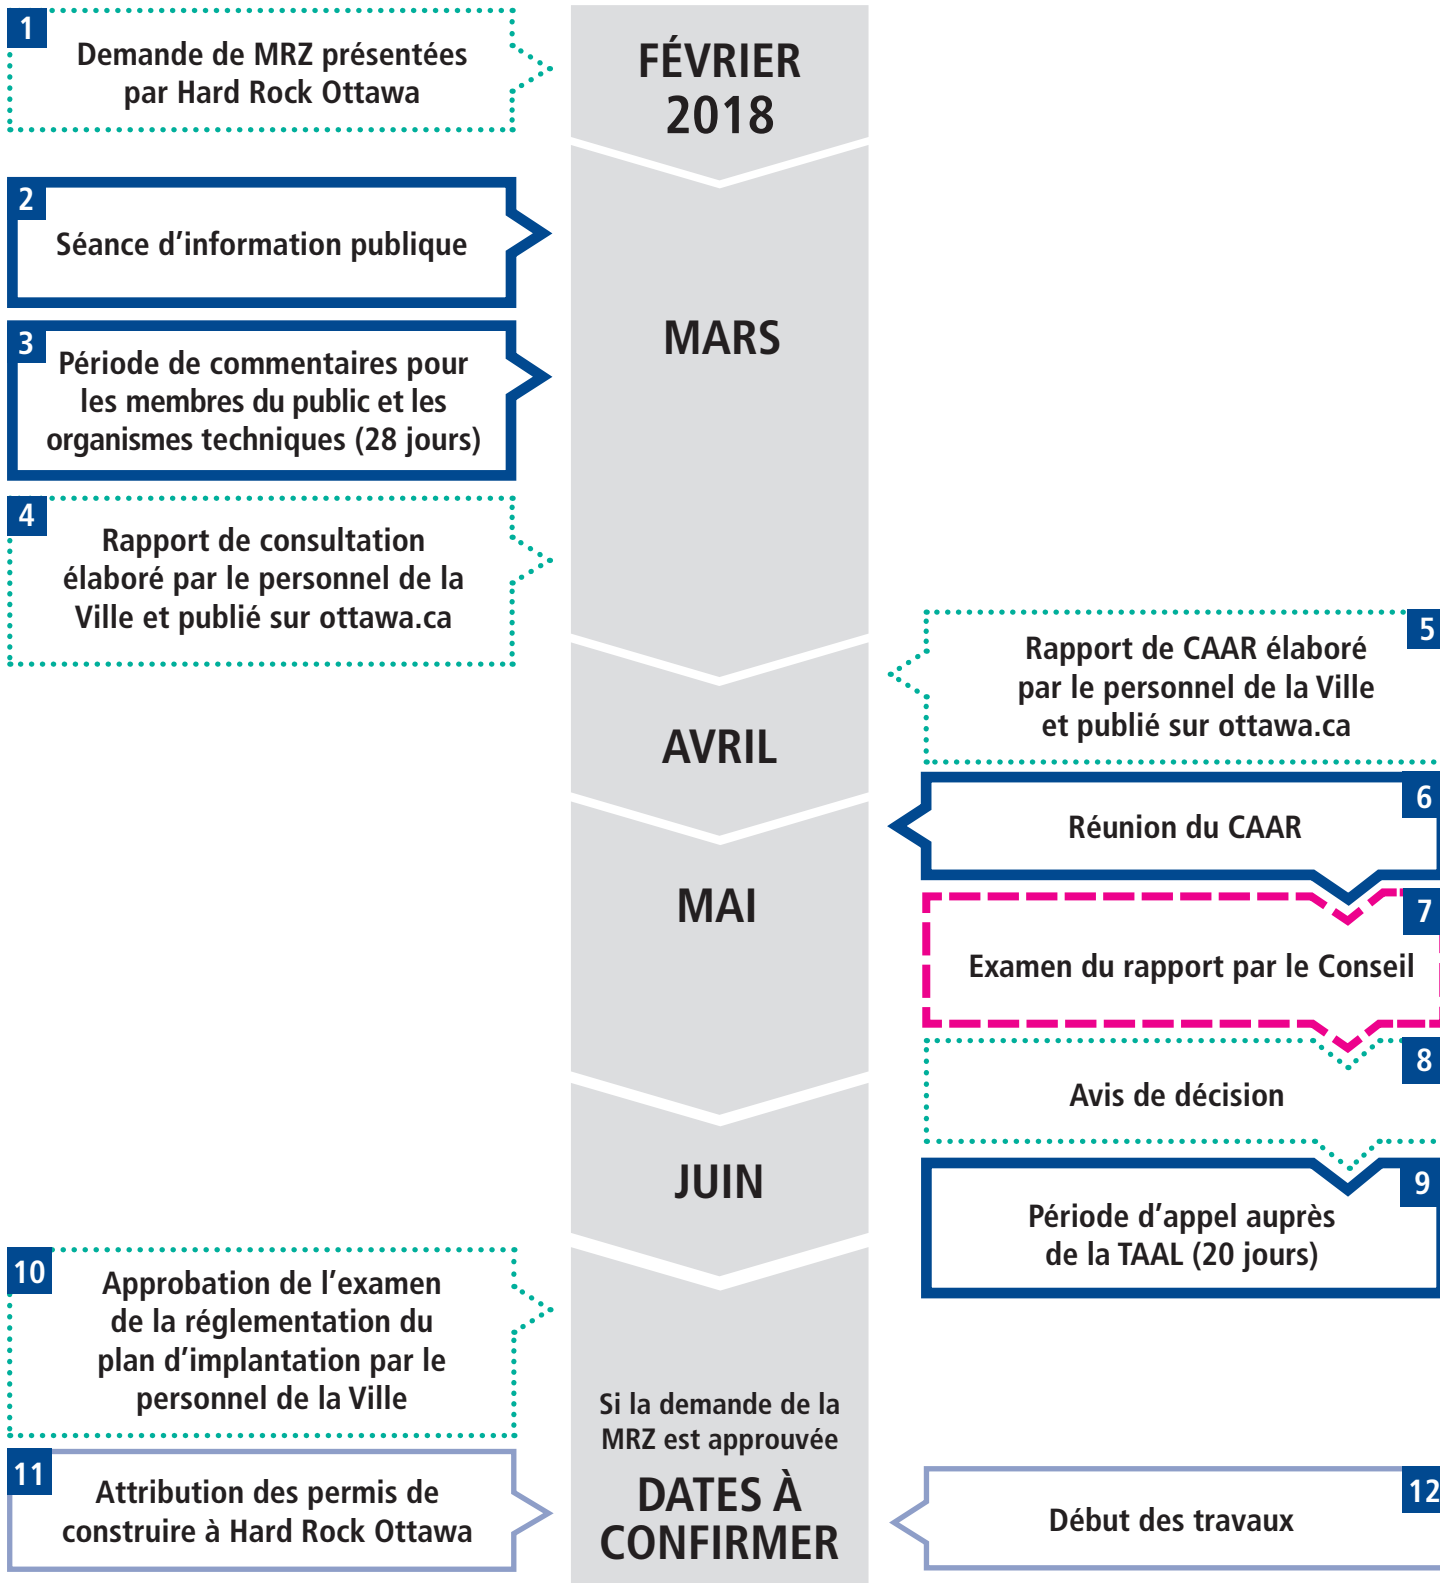 1
Demande de MRZ présentées
par Hard Rock Ottawa
FÉVRIER
2018
2
Séance d'information publique
MARS
3
Période de commentaires pour
les membres du public et les
organismes techniques (28 jours)
4
Rapport de consultation
élaboré par le personnel de la
Ville et publié sur ottawa.ca
5
Rapport de CAAR élaboré
par le personnel de la Ville
et publié sur ottawa.ca
AVRIL
6
Réunion du CAAR
MAI
7
Examen du rapport par le Conseil
8
Avis de décision
JUIN
9
Période d'appel auprès
de la TAAL (20 jours)
10
Approbation de l'examen
de la réglementation du
plan d'implantation par le
personnel de la Ville
Si la demande de la
MRZ est approuvée
DATES À
CONFIRMER
11
Attribution des permis de
construire à Hard Rock Ottawa
12
Début des travaux